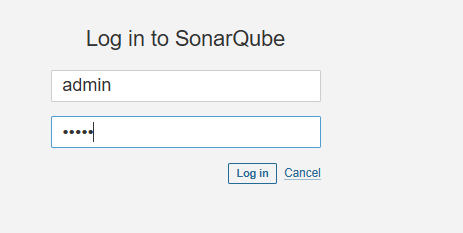 Log in to SonarQube
admin
•••••
Log in Cancel